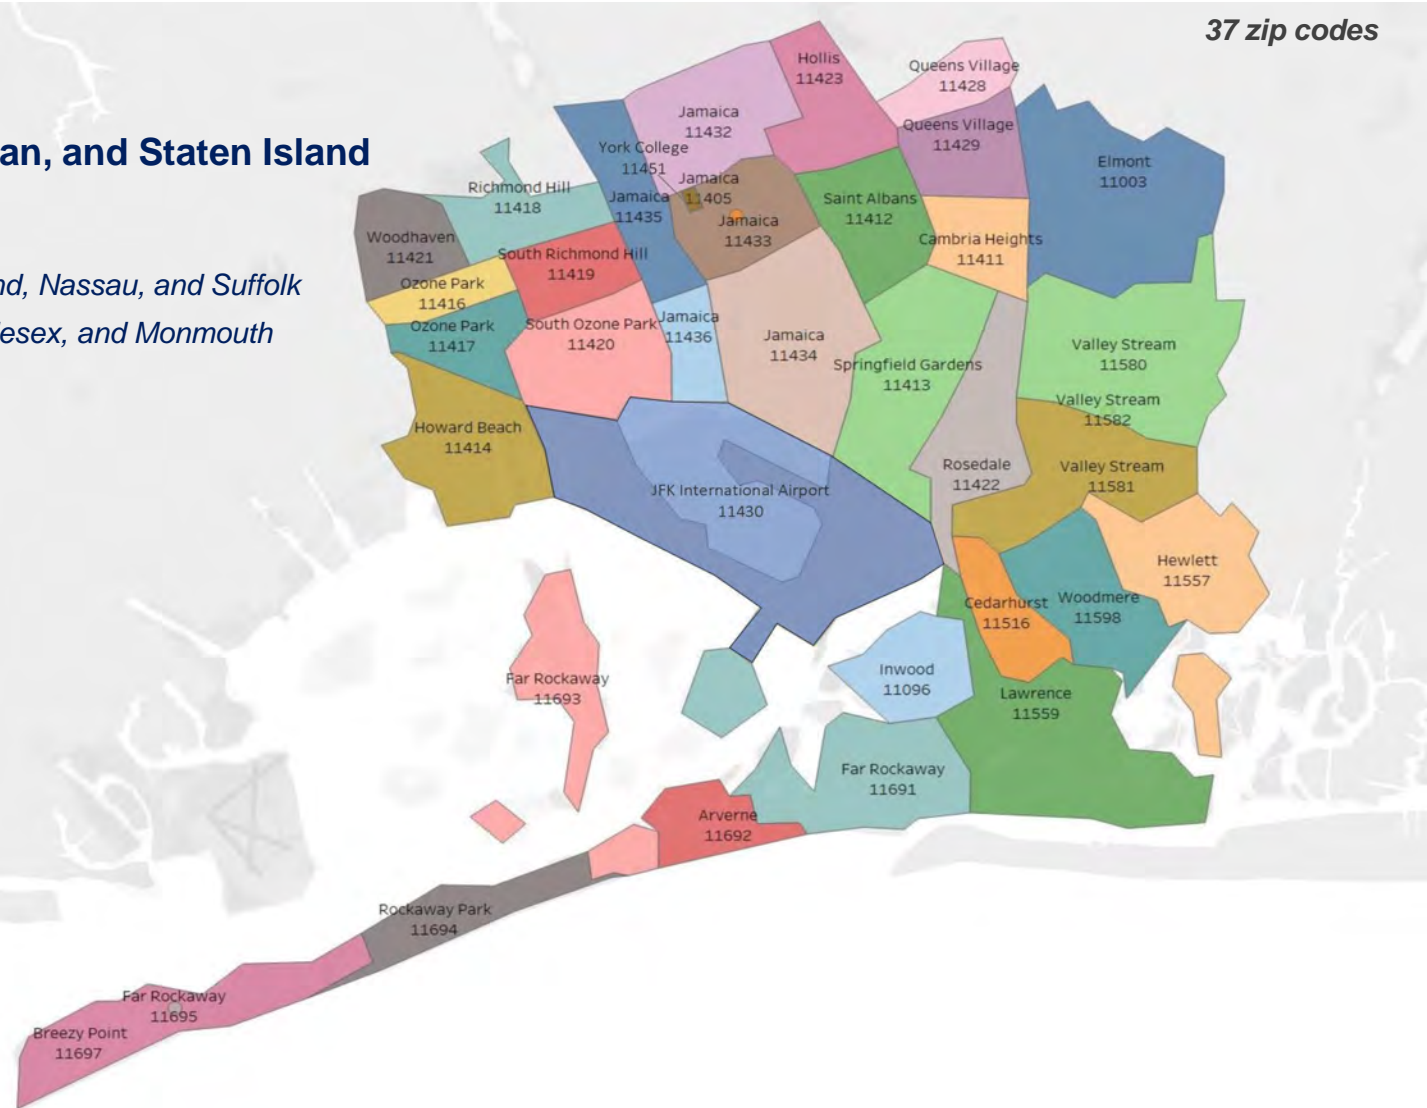 37 zip codes
an, and Staten Island
nd, Nassau, and Suffolk
lesex, and Monmouth
Hollis
11423
Queens Village
11428
Jamaica
11432
Queens Village
11429
Elmont
11003
York College
11451
Jamaica
11405
Richmond Hill
11418
Jamaica
11435
Saint Albans
11412
Jamaica
11433
Woodhaven
11421
Cambria Heights
11411
South Richmond Hill
11419
Ozone Park
11416
Ozone Park
11417
South Ozone Park
11420
Jamaica
11436
Jamaica
11434
Springfield Gardens
11413
Valley Stream
11580
Valley Stream
11582
Howard Beach
11414
Rosedale
11422
Valley Stream
11581
JFK International Airport
11430
Hewlett
11557
Cedarhurst
11516
Woodmere
11598
Far Rockaway
11693
Inwood
11096
Lawrence
11559
Far Rockaway
11691
Arverne
11692
Rockaway Park
11694
Far Rockaway
11695
Breezy Point
11697